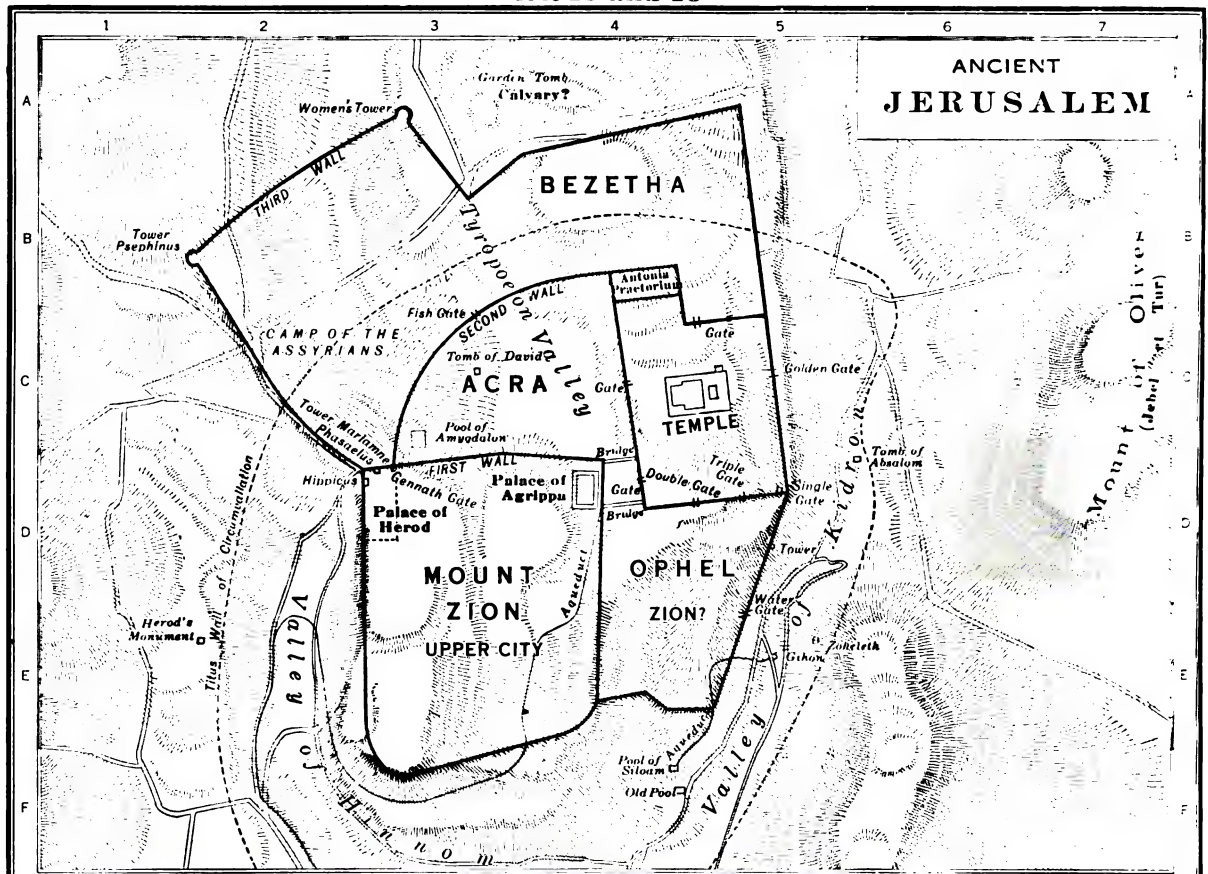 1 2 3 4 5 6 7
ANCIENT
JERUSALEM
A
A
Garden Tomb
Calvary?
Women's Tower
THIRD WALL
BEZETHA
B
B
Tower
Psephinus
Tyropoeon Valley
Antonia
Praetorium
Fish Gate
SECOND WALL
Gate
CAMP OF THE
ASSYRIANS
Tomb of David
Mount of Olives
(Jebel et Tur)
C
ACRA
Gate
Golden Gate
TEMPLE
Tower Mariamne
Phasaelus
Pool of
Amygdalon
Bridge
Triple
Gate
Tomb of
Absalom
FIRST WALL
Hippicus
Gennath Gate
Palace of
Agrippa
Gate
Double Gate
Single
Gate
Bridge
D
D
Palace of
Herod
Tower
MOUNT
ZION
UPPER CITY
Aqueduct
OPHEL
ZION?
Water
Gate
Herod's
Monument
Titus Wall of Circumvallation
Gihon
Zoheleth
E
E
Valley of Hinnom
Valley of Kidron
Aqueduct
Pool of
Siloam
Old Pool
F
F